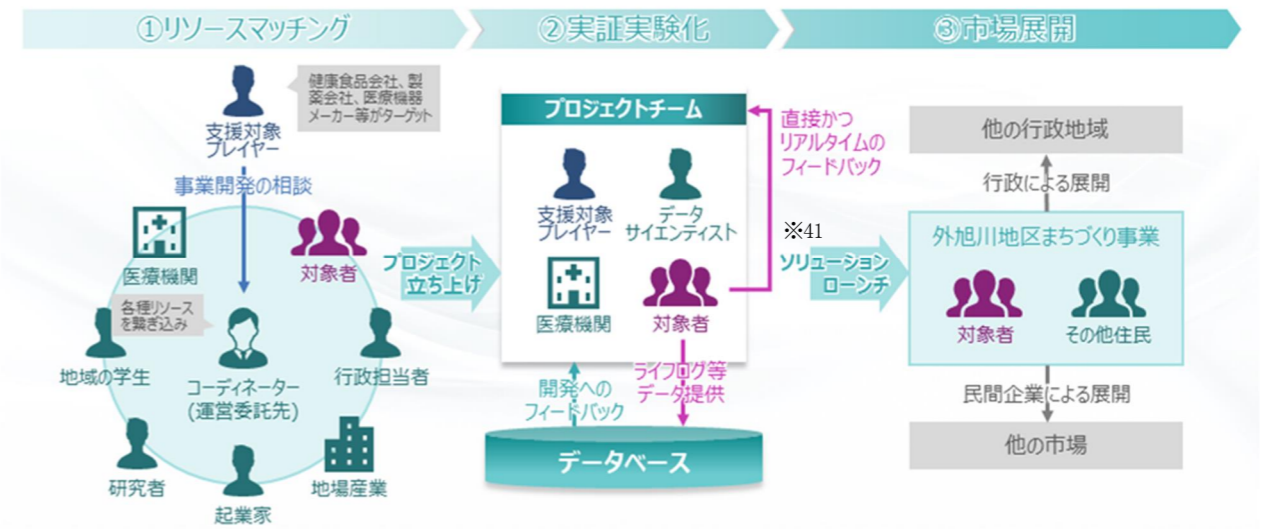 ①リソースマッチング
②実証実験化
③市場展開
健康食品会社、製
薬会社、医療機器
メーカー等がターゲット
支援対象
プレイヤー
事業開発の相談
医療機関
対象者
各種リソース
を繋ぎ込み
地域の学生
コーディネーター
(運営委託先)
行政担当者
研究者
起業家
地場産業
プロジェクト
立ち上げ
プロジェクトチーム
支援対象
プレイヤー
データ
サイエンティスト
医療機関
対象者
直接かつ
リアルタイムの
フィードバック
開発への
フィードバック
ライフログ等
データ提供
データベース
※41
ソリューション
ローンチ
他の行政地域
行政による展開
外旭川地区まちづくり事業
対象者
その他住民
民間企業による展開
他の市場